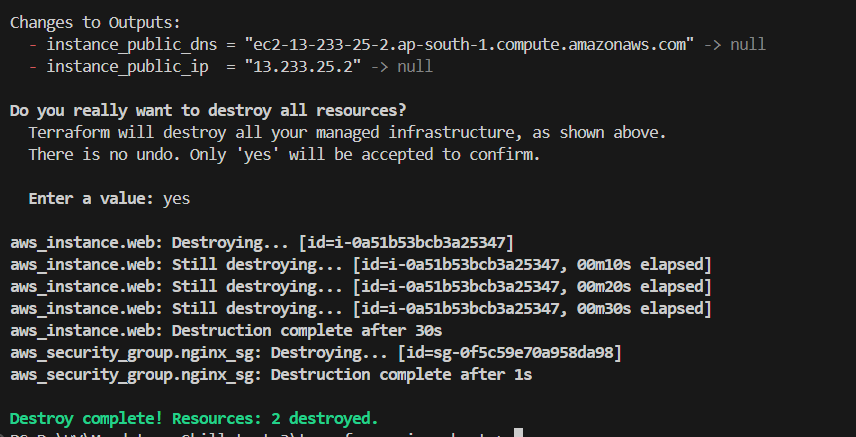 Changes to Outputs:
- instance_public_dns = "ec2-13-233-25-2.ap-south-1.compute.amazonaws.com" -> null
- instance_public_ip  = "13.233.25.2" -> null
Do you really want to destroy all resources?
Terraform will destroy all your managed infrastructure, as shown above.
There is no undo. Only 'yes' will be accepted to confirm.
Enter a value: yes
aws_instance.web: Destroying... [id=i-0a51b53bcb3a25347]
aws_instance.web: Still destroying... [id=i-0a51b53bcb3a25347, 00m10s elapsed]
aws_instance.web: Still destroying... [id=i-0a51b53bcb3a25347, 00m20s elapsed]
aws_instance.web: Still destroying... [id=i-0a51b53bcb3a25347, 00m30s elapsed]
aws_instance.web: Destruction complete after 30s
aws_security_group.nginx_sg: Destroying... [id=sg-0f5c59e70a958da98]
aws_security_group.nginx_sg: Destruction complete after 1s
Destroy complete! Resources: 2 destroyed.